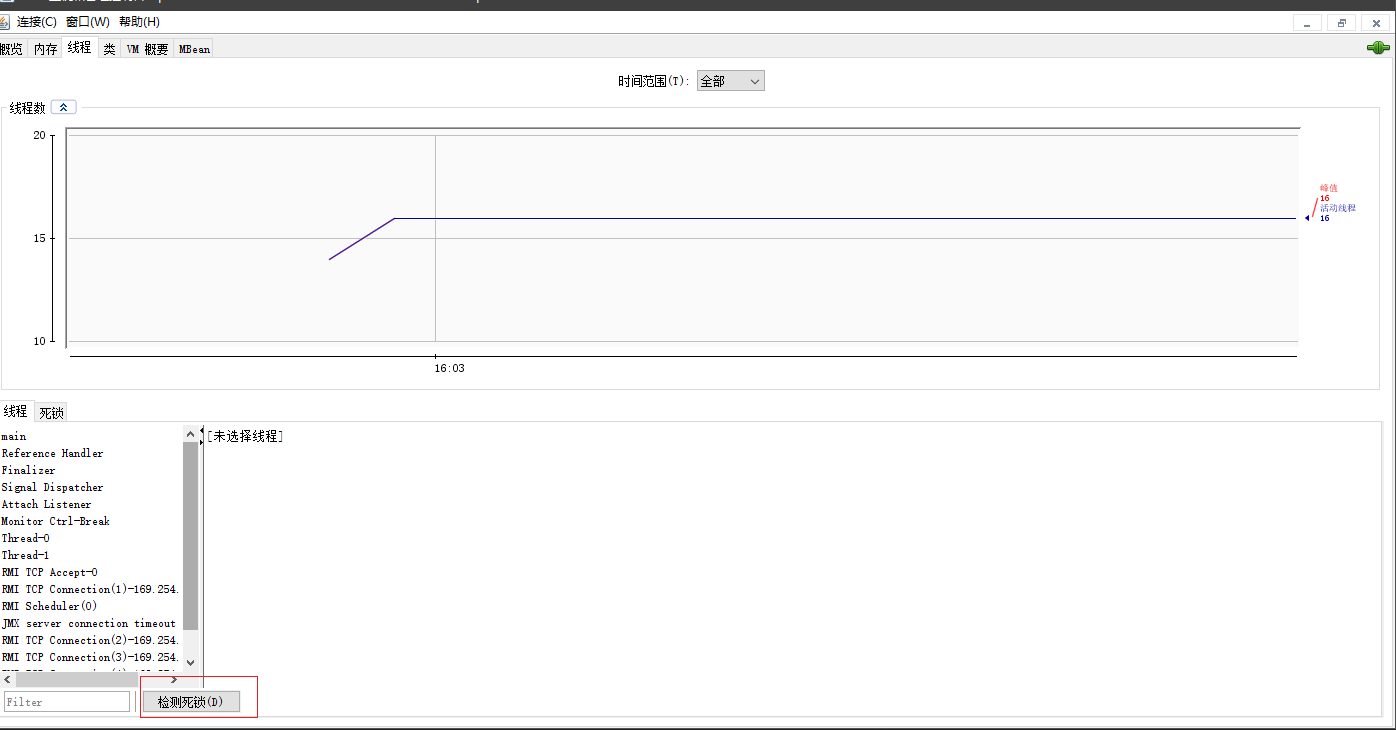 连接(C) 窗口(W) 帮助(H)
概览 内存 线程 类 VM 概要 MBean
时间范围(T): 全部
线程数
20
15
10
峰值
16
活动线程
16
16:03
线程 死锁
main
Reference Handler
Finalizer
Signal Dispatcher
Attach Listener
Monitor Ctrl-Break
Thread-0
Thread-1
RMI TCP Accept-0
RMI TCP Connection(1)-169.254.
RMI Scheduler(0)
JMX server connection timeout
RMI TCP Connection(2)-169.254.
RMI TCP Connection(3)-169.254.
[未选择线程]
Filter
检测死锁(D)